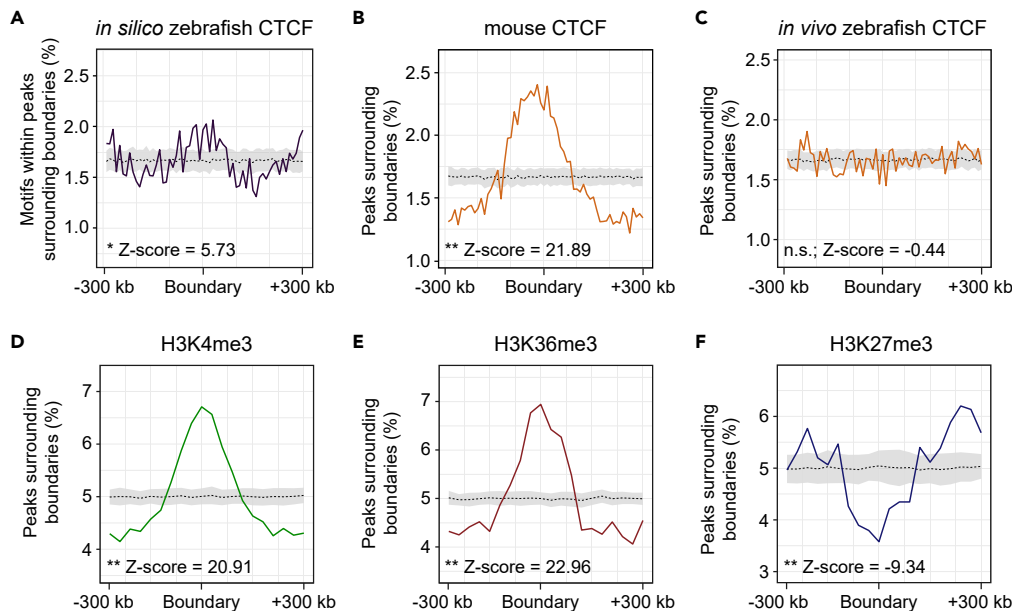 A
in silico zebrafish CTCF
Motifs within peaks
surrounding boundaries (%)
2.5
2.0
1.5
1.0
* Z-score = 5.73
-300 kb
Boundary
+300 kb
B
mouse CTCF
Peaks surrounding
boundaries (%)
2.5
2.0
1.5
1.0
** Z-score = 21.89
-300 kb
Boundary
+300 kb
C
in vivo zebrafish CTCF
Peaks surrounding
boundaries (%)
2.5
2.0
1.5
1.0
n.s.; Z-score = -0.44
-300 kb
Boundary
+300 kb
D
H3K4me3
Peaks surrounding
boundaries (%)
7
6
5
4
** Z-score = 20.91
-300 kb
Boundary
+300 kb
E
H3K36me3
Peaks surrounding
boundaries (%)
7
6
5
4
** Z-score = 22.96
-300 kb
Boundary
+300 kb
F
H3K27me3
Peaks surrounding
boundaries (%)
6
5
4
3
** Z-score = -9.34
-300 kb
Boundary
+300 kb